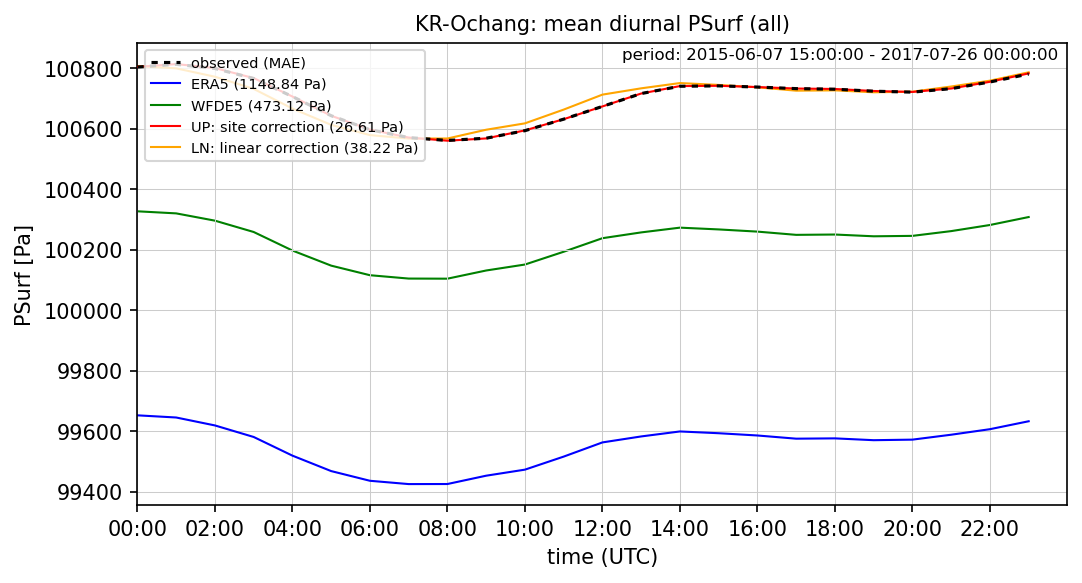 KR-Ochang: mean diurnal PSurf (all)
period: 2015-06-07 15:00:00 - 2017-07-26 00:00:00
observed (MAE)
ERA5 (1148.84 Pa)
WFDE5 (473.12 Pa)
UP: site correction (26.61 Pa)
LN: linear correction (38.22 Pa)
PSurf [Pa]
100800
100600
100400
100200
100000
99800
99600
99400
00:00 02:00 04:00 06:00 08:00 10:00 12:00 14:00 16:00 18:00 20:00 22:00
time (UTC)